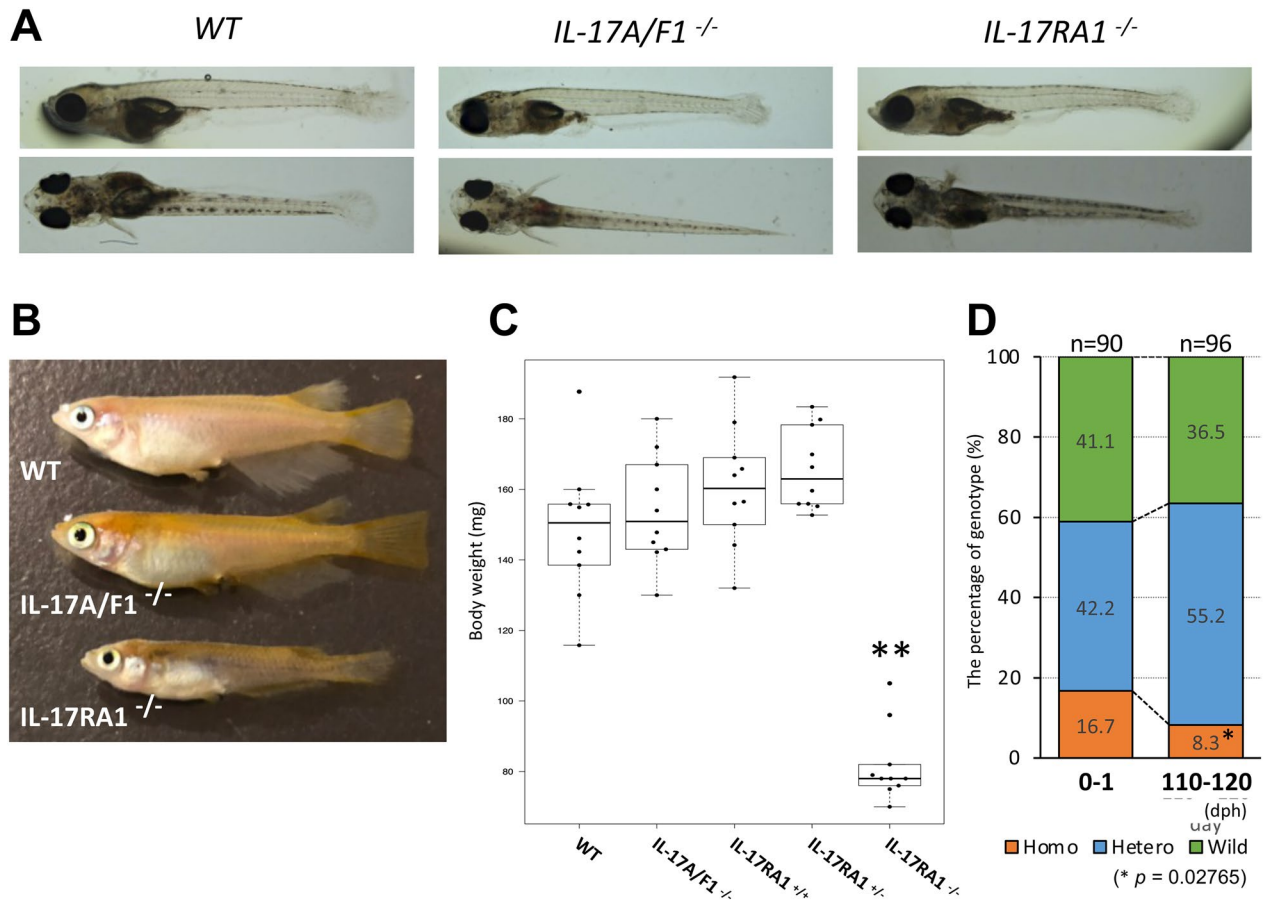 A
WT
IL-17A/F1 -/-
IL-17RA1 -/-
B
WT
IL-17A/F1 -/-
IL-17RA1 -/-
C
Body weight (mg)
180
160
140
120
100
80
**
WT
IL-17A/F1 -/-
IL-17RA1 +/+
IL-17RA1 +/-
IL-17RA1 -/-
D
n=90 n=96
The percentage of genotype (%)
100
80
60
40
20
0
41.1 36.5
42.2 55.2
16.7 8.3*
0-1 110-120
(dph)
day
Homo Hetero Wild
(* p = 0.02765)